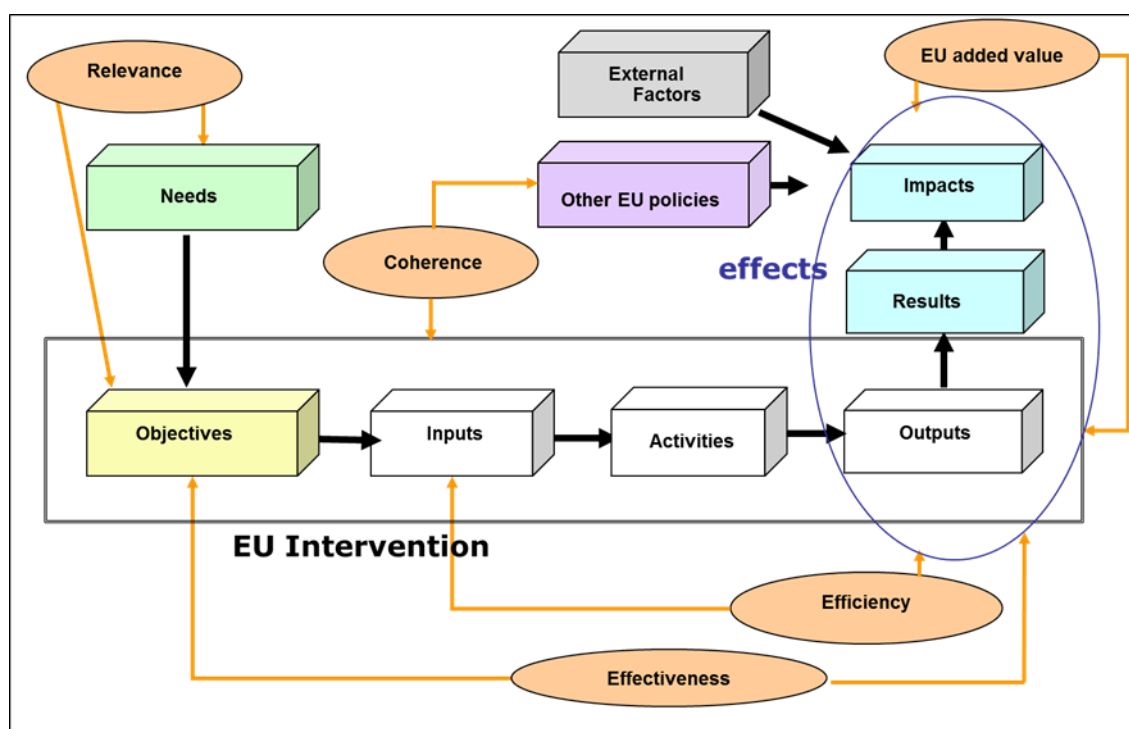 EU added value
Relevance
External
Factors
Needs
Other EU policies
Impacts
Coherence
effects
Results
Objectives
Inputs
Activities
Outputs
EU Intervention
Efficiency
Effectiveness